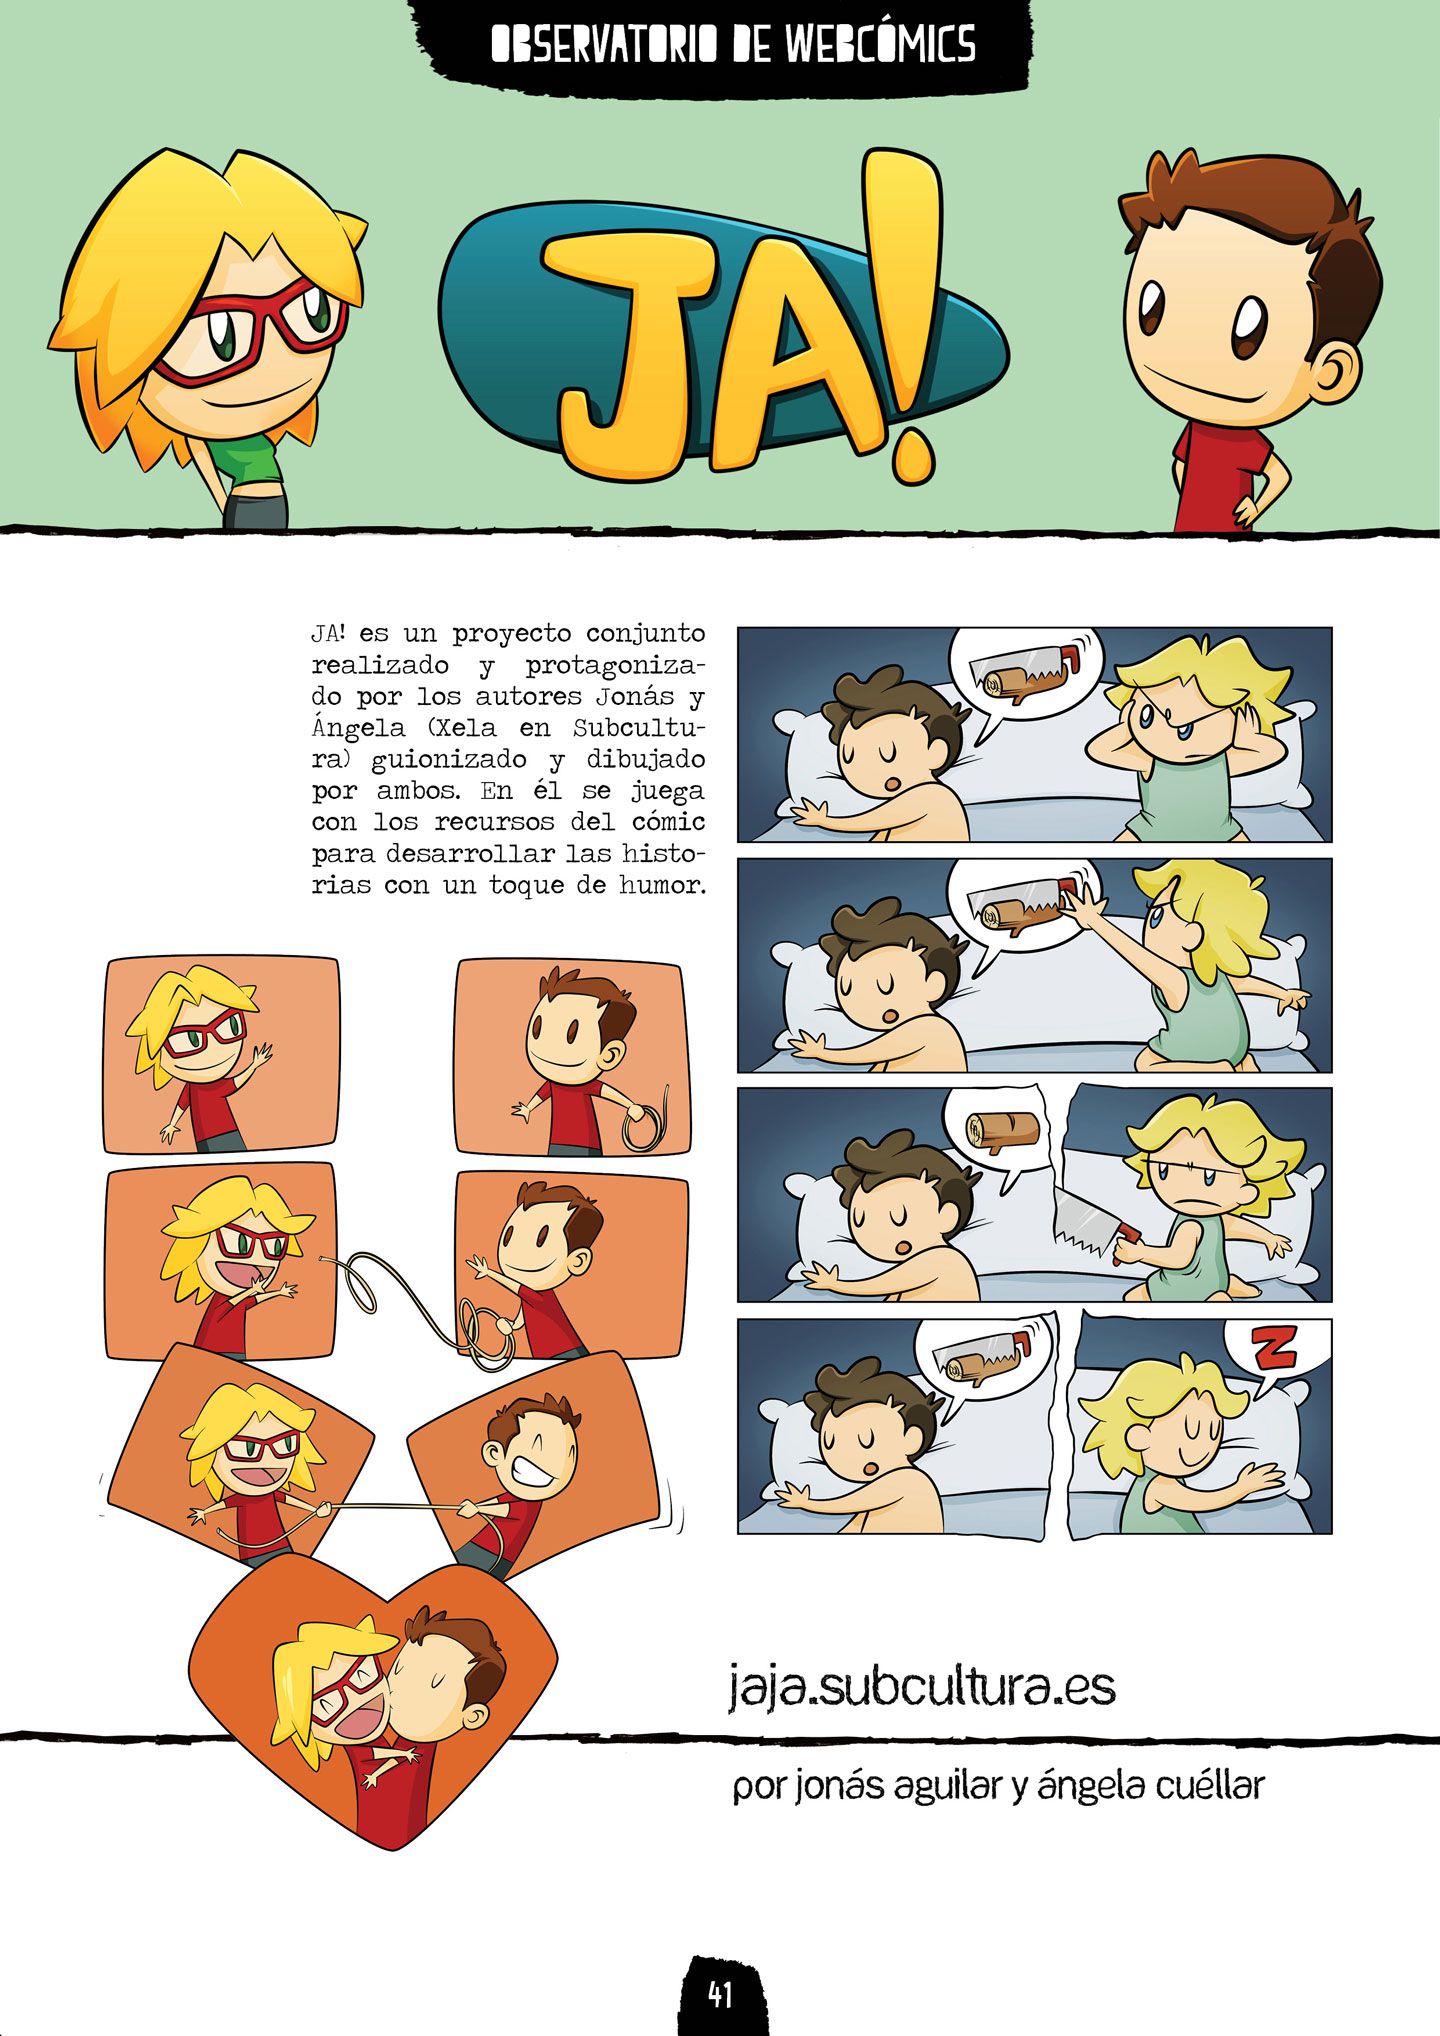 OBSERVATORIO DE WEBCÓMICS
JA!
JA! es un proyecto conjunto
realizado y protagoniza-
do por los autores Jonás y
Ángela (Xela en Subcultu-
ra) guionizado y dibujado
por ambos. En él se juega
con los recursos del cómic
para desarrollar las histo-
rias con un toque de humor.
Z
jaja.subcultura.es
por jonás aguilar y ángela cuéllar
41